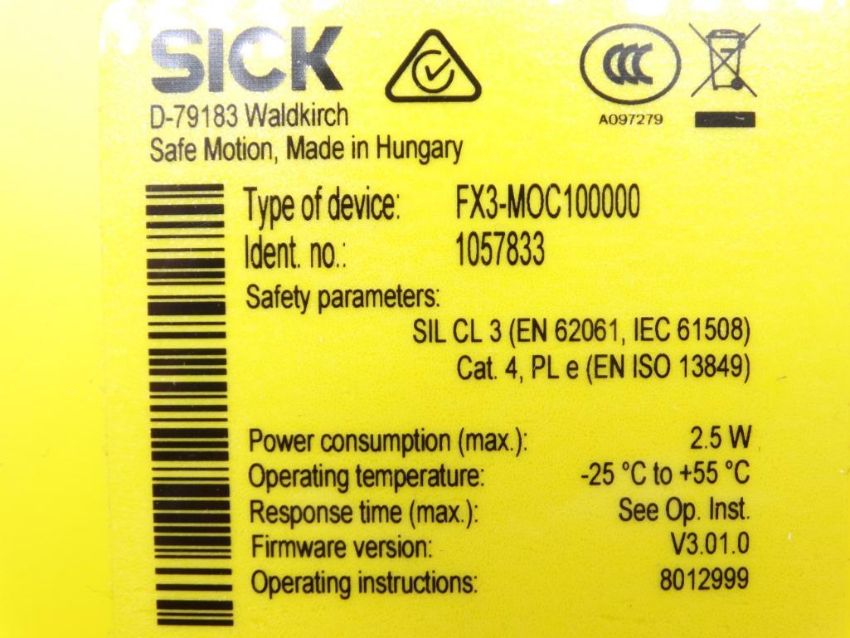 SICK
D-79183 Waldkirch
Safe Motion, Made in Hungary
CCC
A097279
Type of device: FX3-MOC100000
Ident. no.: 1057833
Safety parameters:
SIL CL 3 (EN 62061, IEC 61508)
Cat. 4, PL e (EN ISO 13849)
Power consumption (max.): 2.5 W
Operating temperature: -25 °C to +55 °C
Response time (max.): See Op. Inst.
Firmware version: V3.01.0
Operating instructions: 8012999